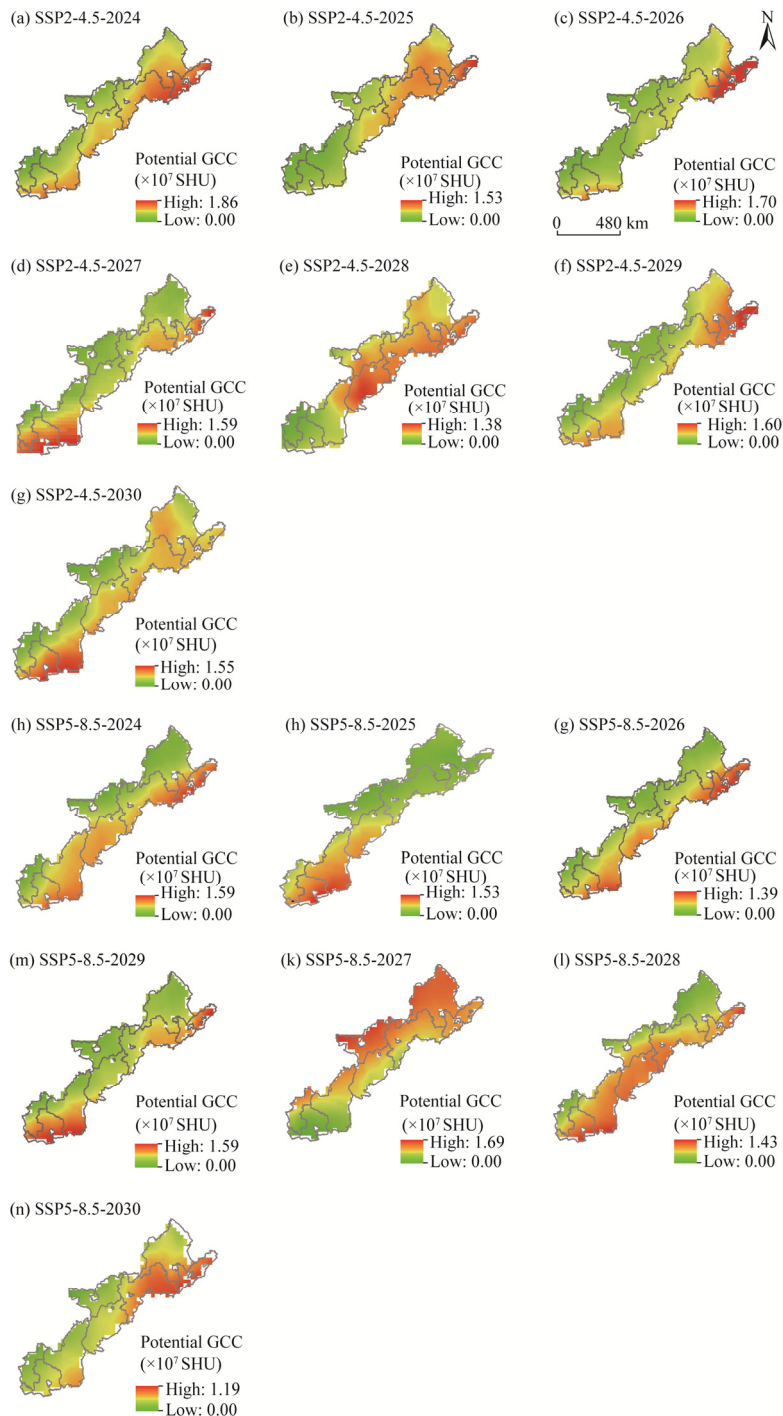 (a) SSP2-4.5-2024
Potential GCC
(×10⁷ SHU)
High: 1.86
Low: 0.00
(b) SSP2-4.5-2025
Potential GCC
(×10⁷ SHU)
High: 1.53
Low: 0.00
(c) SSP2-4.5-2026
N
Potential GCC
(×10⁷ SHU)
High: 1.70
Low: 0.00
0 480 km
(d) SSP2-4.5-2027
Potential GCC
(×10⁷ SHU)
High: 1.59
Low: 0.00
(e) SSP2-4.5-2028
Potential GCC
(×10⁷ SHU)
High: 1.38
Low: 0.00
(f) SSP2-4.5-2029
Potential GCC
(×10⁷ SHU)
High: 1.60
Low: 0.00
(g) SSP2-4.5-2030
Potential GCC
(×10⁷ SHU)
High: 1.55
Low: 0.00
(h) SSP5-8.5-2024
Potential GCC
(×10⁷ SHU)
High: 1.59
Low: 0.00
(h) SSP5-8.5-2025
Potential GCC
(×10⁷ SHU)
High: 1.53
Low: 0.00
(g) SSP5-8.5-2026
Potential GCC
(×10⁷ SHU)
High: 1.39
Low: 0.00
(m) SSP5-8.5-2029
Potential GCC
(×10⁷ SHU)
High: 1.59
Low: 0.00
(k) SSP5-8.5-2027
Potential GCC
(×10⁷ SHU)
High: 1.69
Low: 0.00
(l) SSP5-8.5-2028
Potential GCC
(×10⁷ SHU)
High: 1.43
Low: 0.00
(n) SSP5-8.5-2030
Potential GCC
(×10⁷ SHU)
High: 1.19
Low: 0.00